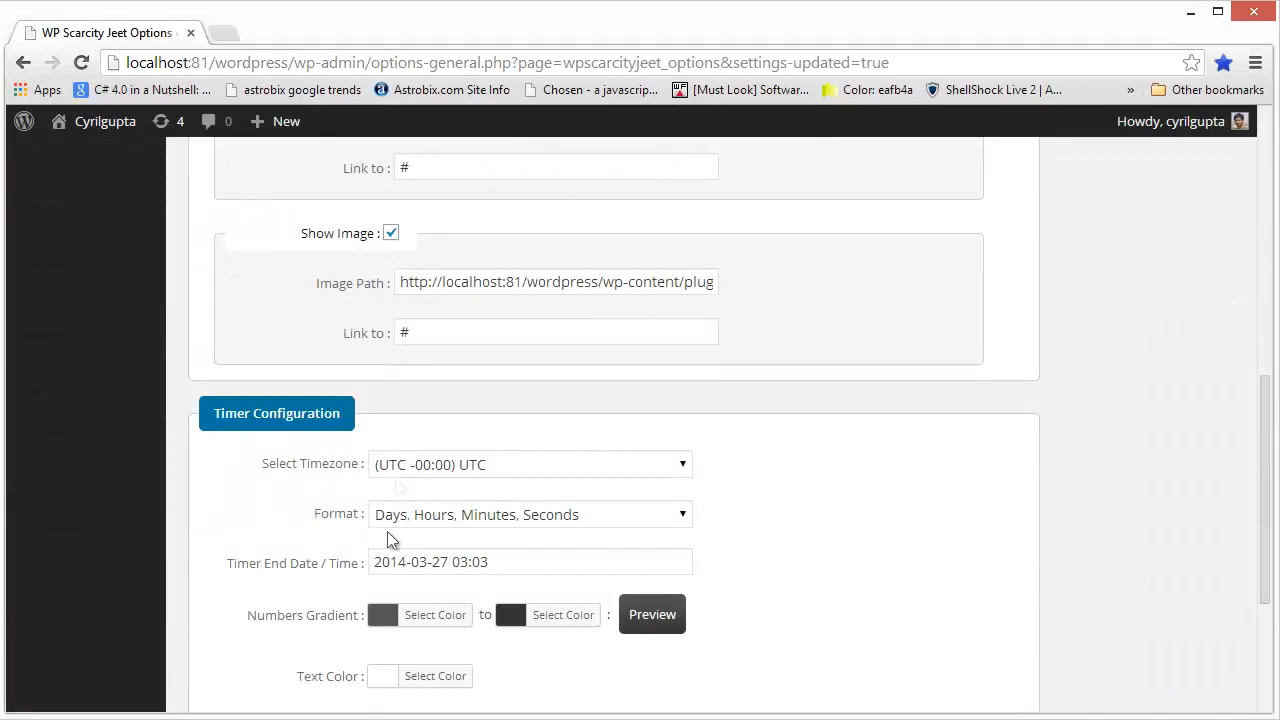 WP Scarcity Jeet Options
localhost:81/wordpress/wp-admin/options-general.php?page=wpscarcityjeet_options&settings-updated=true
Apps
C# 4.0 in a Nutshell: ...
astrobix google trends
Astrobix.com Site Info
Chosen - a javascrip...
[Must Look] Softwar...
Color: eafb4a
ShellShock Live 2 | A...
»
Other bookmarks
Cyrilgupta
4
0
+ New
Howdy, cyrilgupta
Link to : #
Show Image :
Image Path : http://localhost:81/wordpress/wp-content/plug
Link to : #
Timer Configuration
Select Timezone : (UTC -00:00) UTC
Format : Days, Hours, Minutes, Seconds
Timer End Date / Time : 2014-03-27 03:03
Numbers Gradient : Select Color to Select Color : Preview
Text Color : Select Color